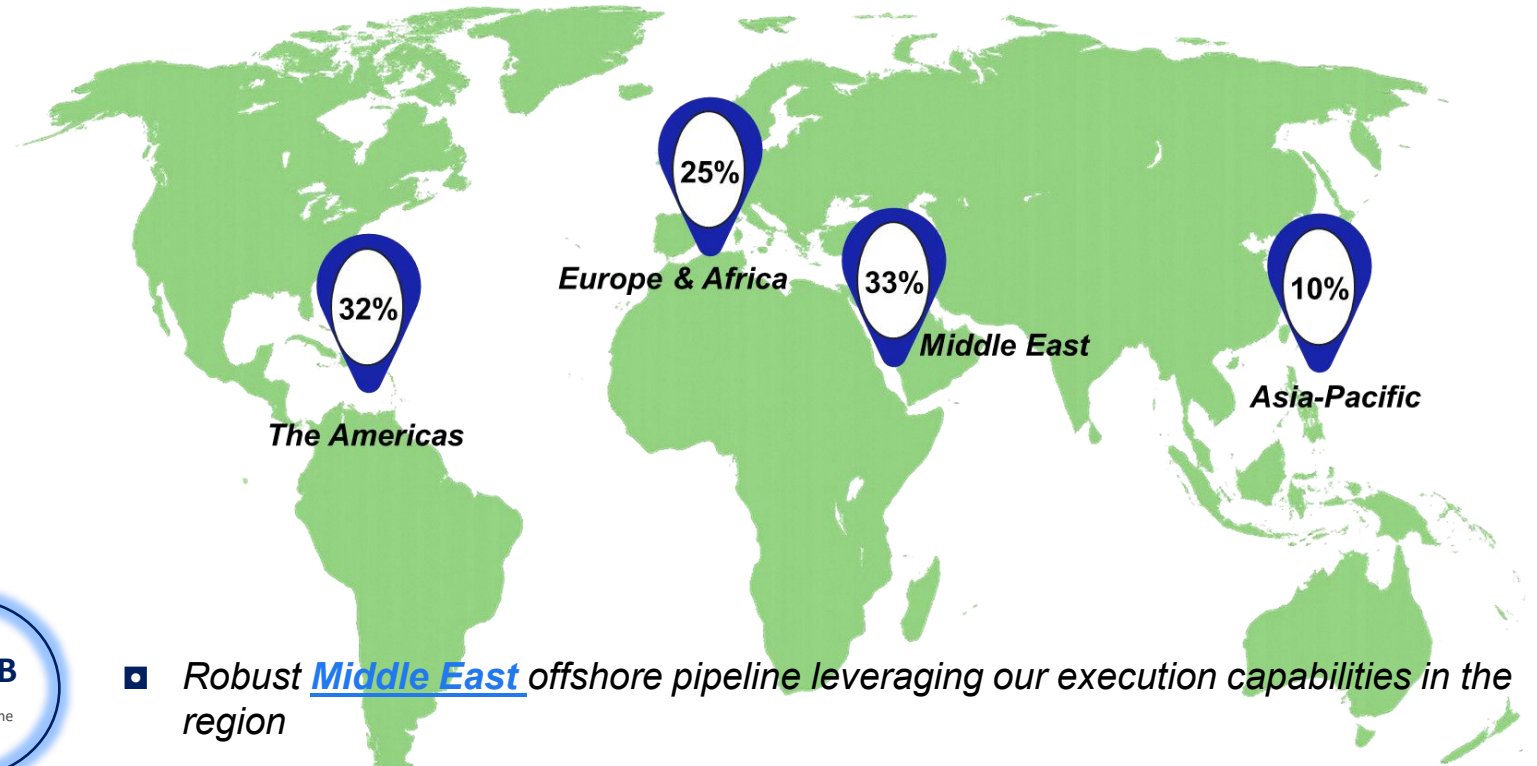 25%
Europe & Africa
33%
Middle East
32%
The Americas
10%
Asia-Pacific
B
Robust Middle East offshore pipeline leveraging our execution capabilities in the
region